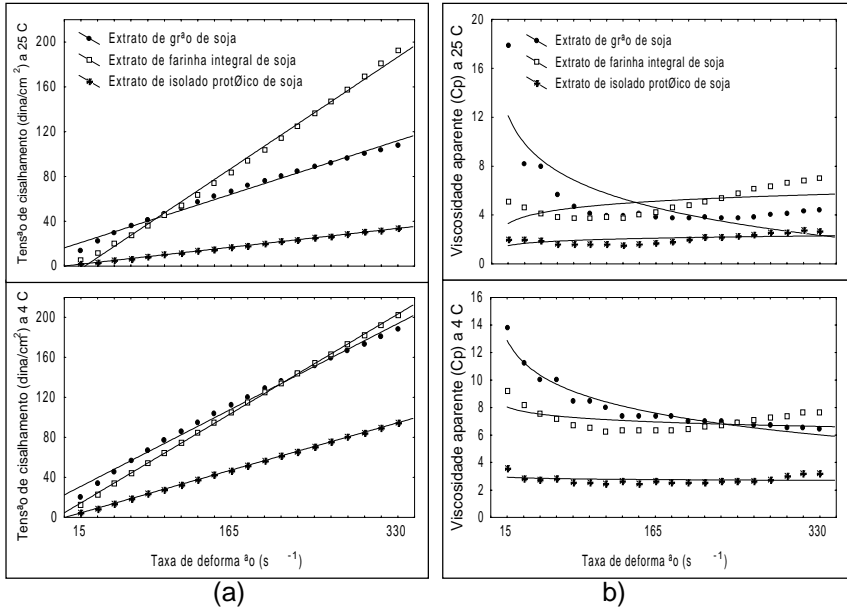 Tensªo de cisalhamento (dina/cm²) a 25 C
200
160
120
80
40
0
Extrato de grªo de soja
Extrato de farinha integral de soja
Extrato de isolado protØico de soja
Tensªo de cisalhamento (dina/cm²) a 4 C
200
160
120
80
40
0
15
165
330
Taxa de deforma ªo (s ⁻¹)
(a)
Viscosidade aparente (Cp) a 25 C
20
16
12
8
4
0
Extrato de grªo de soja
Extrato de farinha integral de soja
Extrato de isolado protØico de soja
Viscosidade aparente (Cp) a 4 C
16
14
12
10
8
6
4
2
0
15
165
330
Taxa de deforma ªo (s ⁻¹)
b)